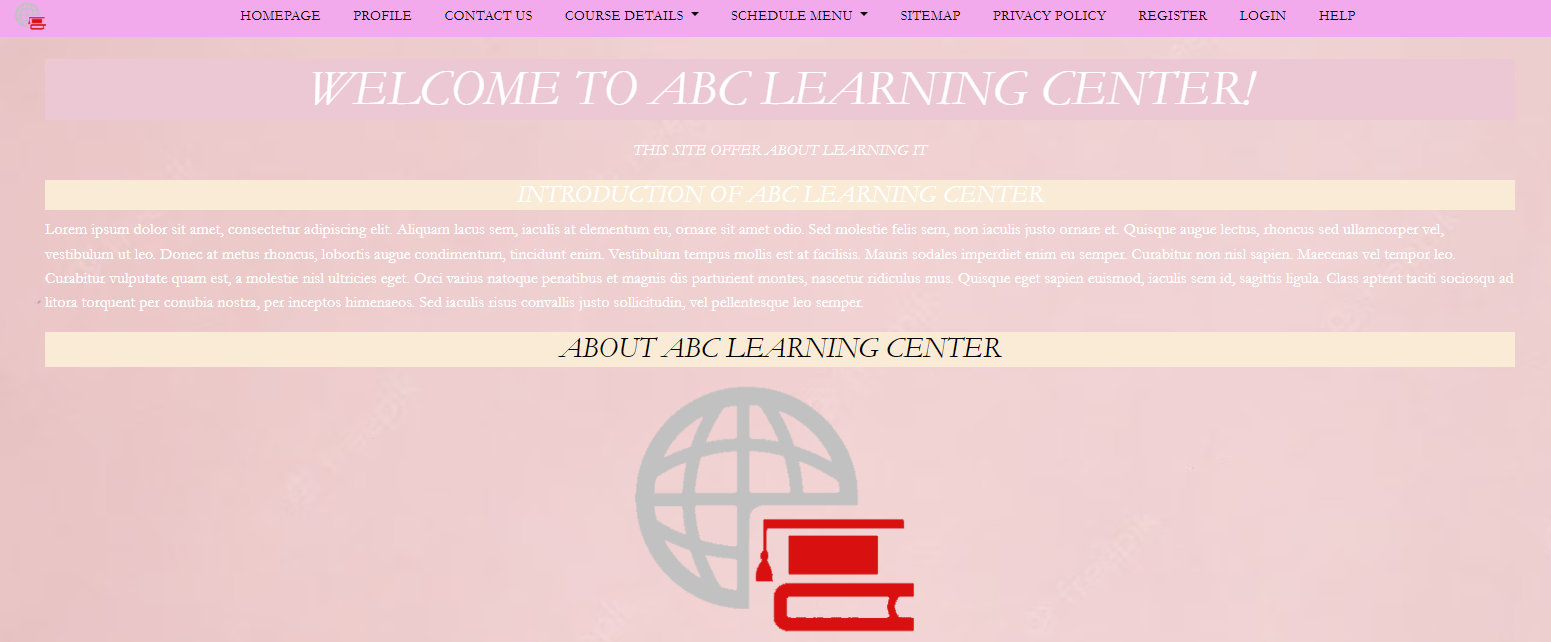 HOMEPAGE PROFILE CONTACT US COURSE DETAILS SCHEDULE MENU SITEMAP PRIVACY POLICY REGISTER LOGIN HELP
WELCOME TO ABC LEARNING CENTER!
THIS SITE OFFER ABOUT LEARNING IT
INTRODUCTION OF ABC LEARNING CENTER
Lorem ipsum dolor sit amet, consectetur adipiscing elit. Aliquam lacus sem, iaculis at elementum eu, ornare sit amet odio. Sed molestie felis sem, non iaculis justo ornare et. Quisque augue lectus, rhoncus sed ullamcorper vel,
vestibulum ut leo. Donec at metus rhoncus, lobortis augue condimentum, tincidunt enim. Vestibulum tempus mollis est at facilisis. Mauris sodales imperdiet enim eu semper. Curabitur non nisl sapien. Maecenas vel tempor leo.
Curabitur vulputate quam est, a molestie nisl ultricies eget. Orci varius natoque penatibus et magnis dis parturient montes, nascetur ridiculus mus. Quisque eget sapien euismod, iaculis sem id, sagittis ligula. Class aptent taciti sociosqu ad
litora torquent per conubia nostra, per inceptos himenaeos. Sed iaculis risus convallis justo sollicitudin, vel pellentesque leo semper.
ABOUT ABC LEARNING CENTER
freepik
freepik